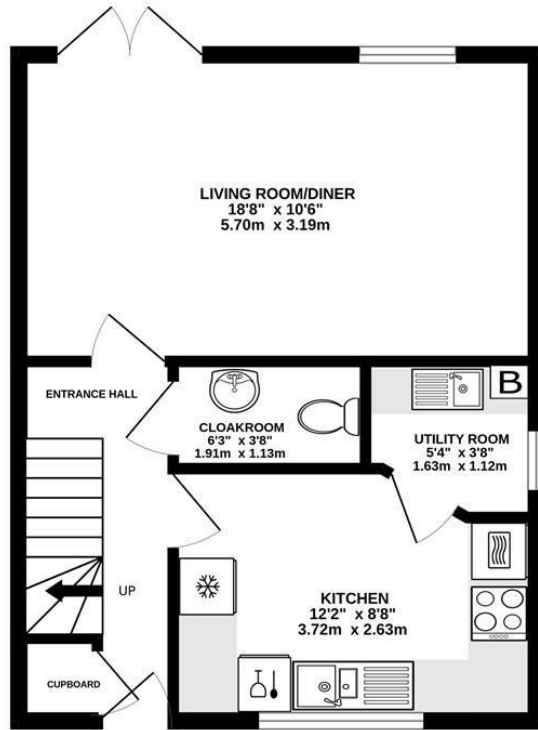 LIVING ROOM/DINER
18'8" x 10'6"
5.70m x 3.19m
ENTRANCE HALL
CLOAKROOM
6'3" x 3'8"
1.91m x 1.13m
B
UTILITY ROOM
5'4" x 3'8"
1.63m x 1.12m
UP
KITCHEN
12'2" x 8'8"
3.72m x 2.63m
CUPBOARD